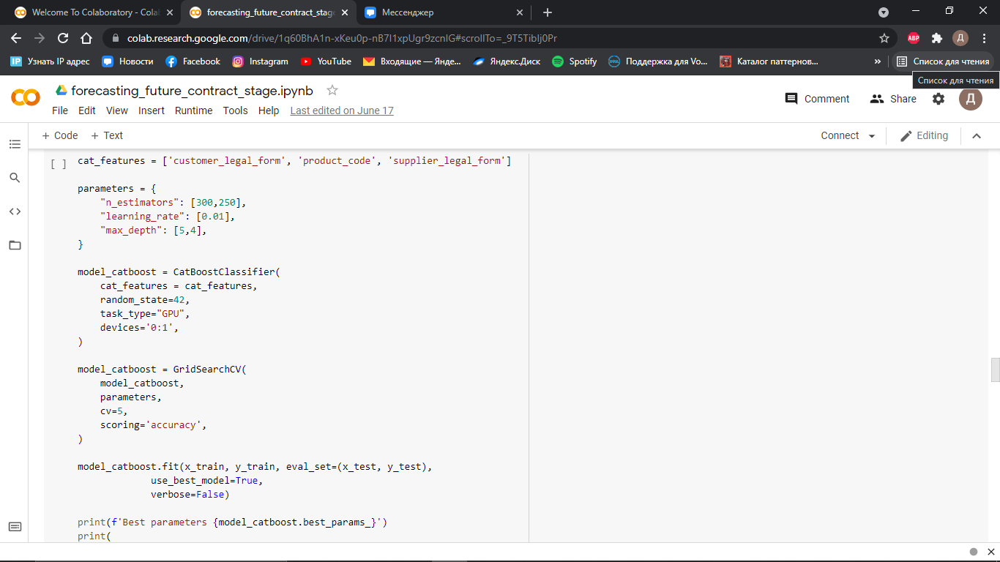 Welcome To Colaboratory - Cola
forecasting_future_contract_stage
Мессенджер
colab.research.google.com/drive/1q60BhA1n-xKeu0p-nB7I1xpUgr9zcnlG#scrollTo=_9T5TibIj0Pr
ABP
Д
IP Узнать IP адрес
Новости
Facebook
Instagram
YouTube
Входящие — Янде...
Яндекс.Диск
Spotify
Поддержка для Vo...
Каталог паттернов...
»
Список для чтения
Список для чтения
forecasting_future_contract_stage.ipynb
Comment
Share
Д
File Edit View Insert Runtime Tools Help Last edited on June 17
+ Code + Text
Connect
Editing
[ ] cat_features = ['customer_legal_form', 'product_code', 'supplier_legal_form']
parameters = {
"n_estimators": [300,250],
"learning_rate": [0.01],
"max_depth": [5,4],
}
model_catboost = CatBoostClassifier(
cat_features = cat_features,
random_state=42,
task_type="GPU",
devices='0:1',
)
model_catboost = GridSearchCV(
model_catboost,
parameters,
cv=5,
scoring='accuracy',
)
model_catboost.fit(x_train, y_train, eval_set=(x_test, y_test),
use_best_model=True,
verbose=False)
print(f'Best parameters {model_catboost.best_params_}')
print(